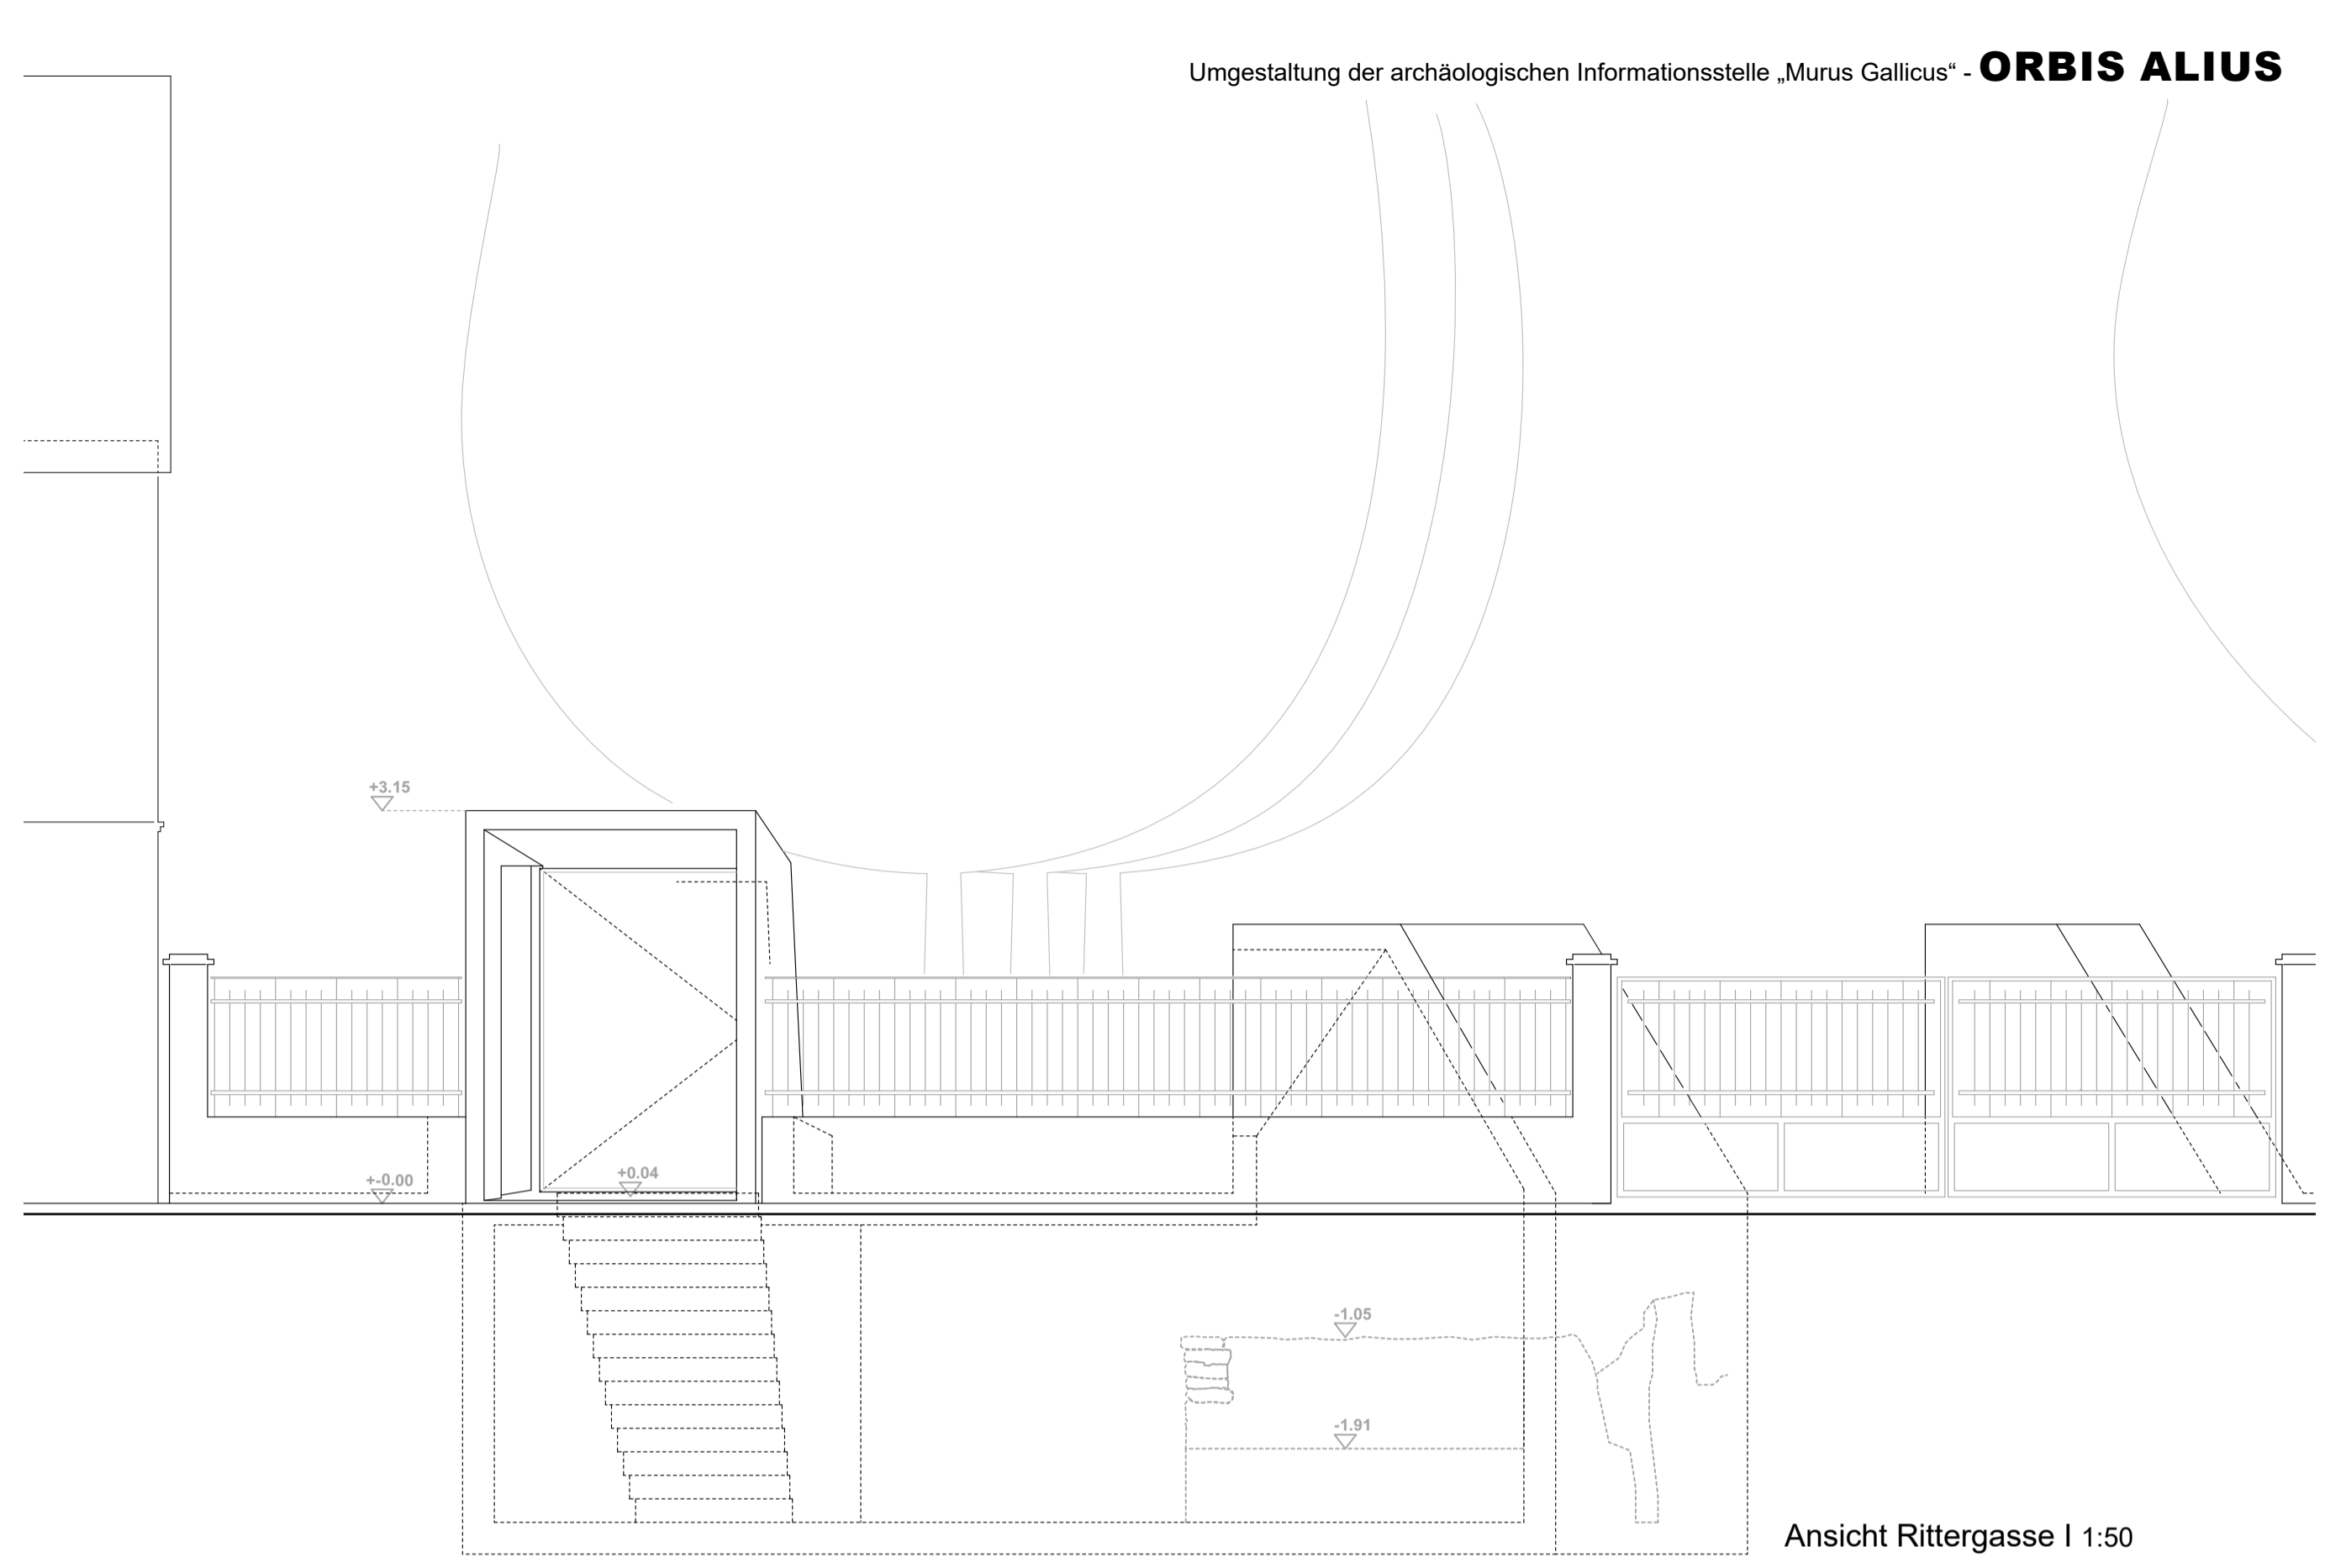 Umgestaltung der archäologischen Informationsstelle „Murus Gallicus“ - ORBIS ALIUS
+3.15
+-0.00
+0.04
-1.05
-1.91
Ansicht Rittergasse I 1:50